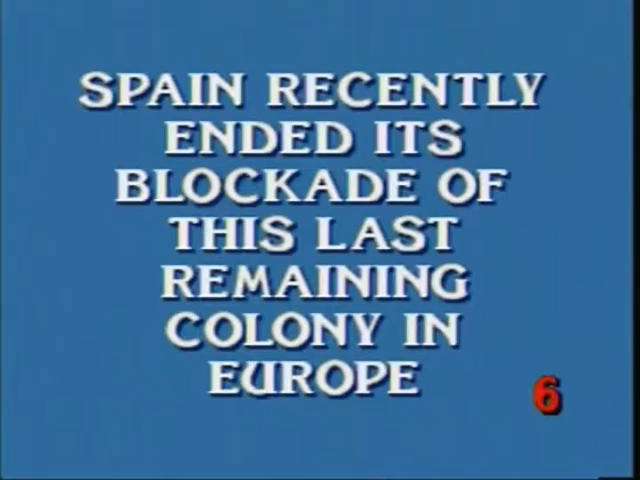 SPAIN RECENTLY
ENDED ITS
BLOCKADE OF
THIS LAST
REMAINING
COLONY IN
EUROPE
6